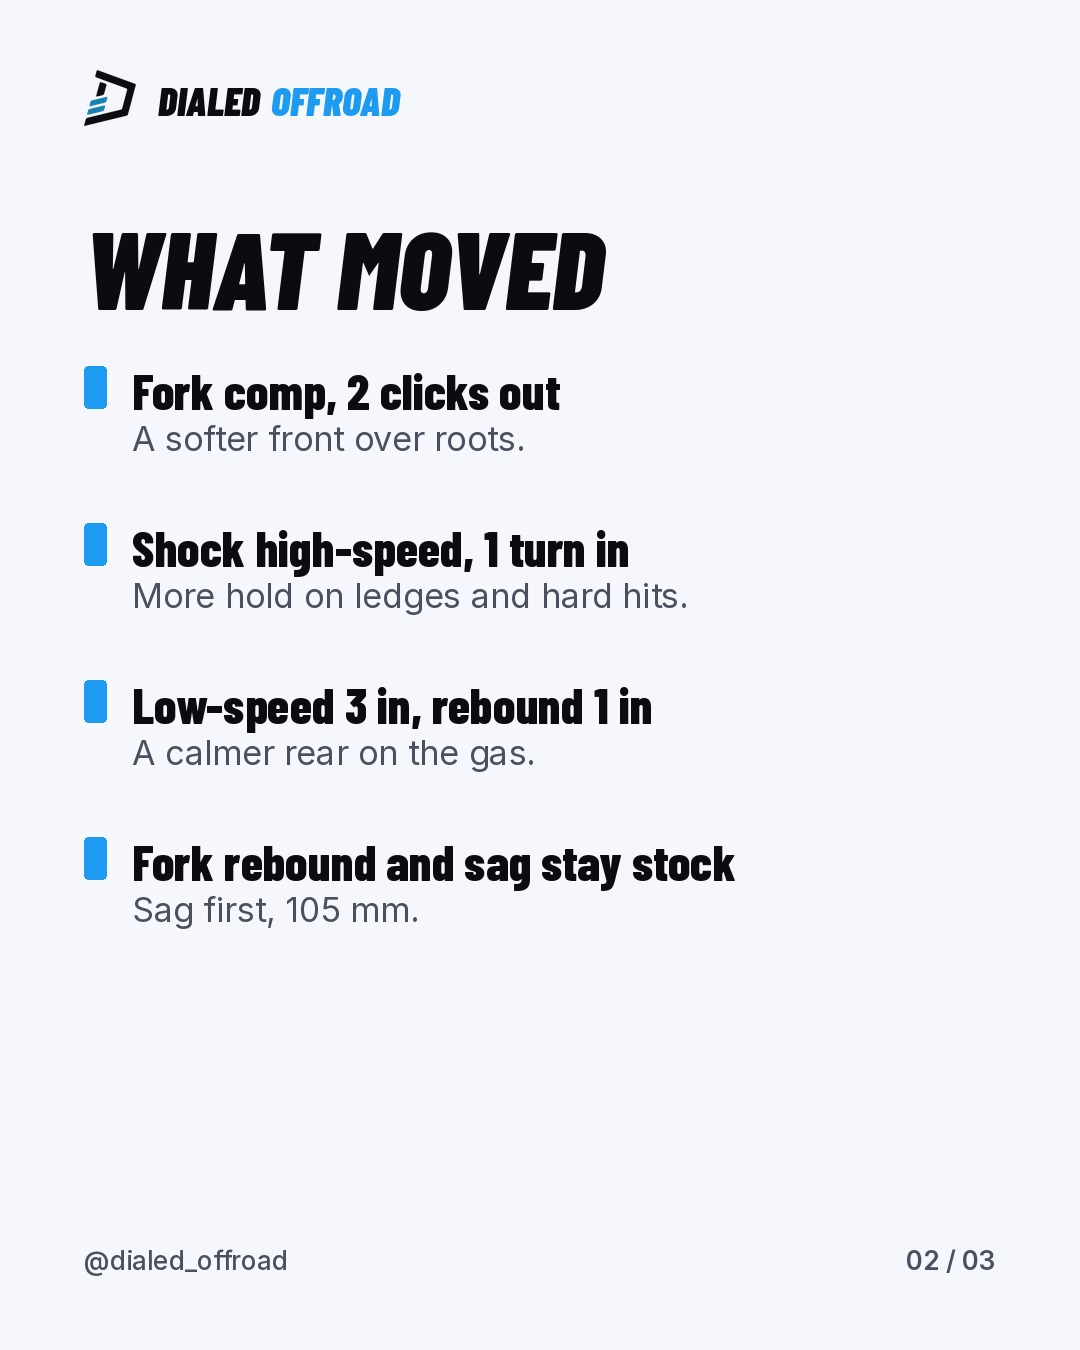 DIALED OFFROAD
WHAT MOVED
Fork comp, 2 clicks out
A softer front over roots.
Shock high-speed, 1 turn in
More hold on ledges and hard hits.
Low-speed 3 in, rebound 1 in
A calmer rear on the gas.
Fork rebound and sag stay stock
Sag first, 105 mm.
@dialed_offroad
02 / 03